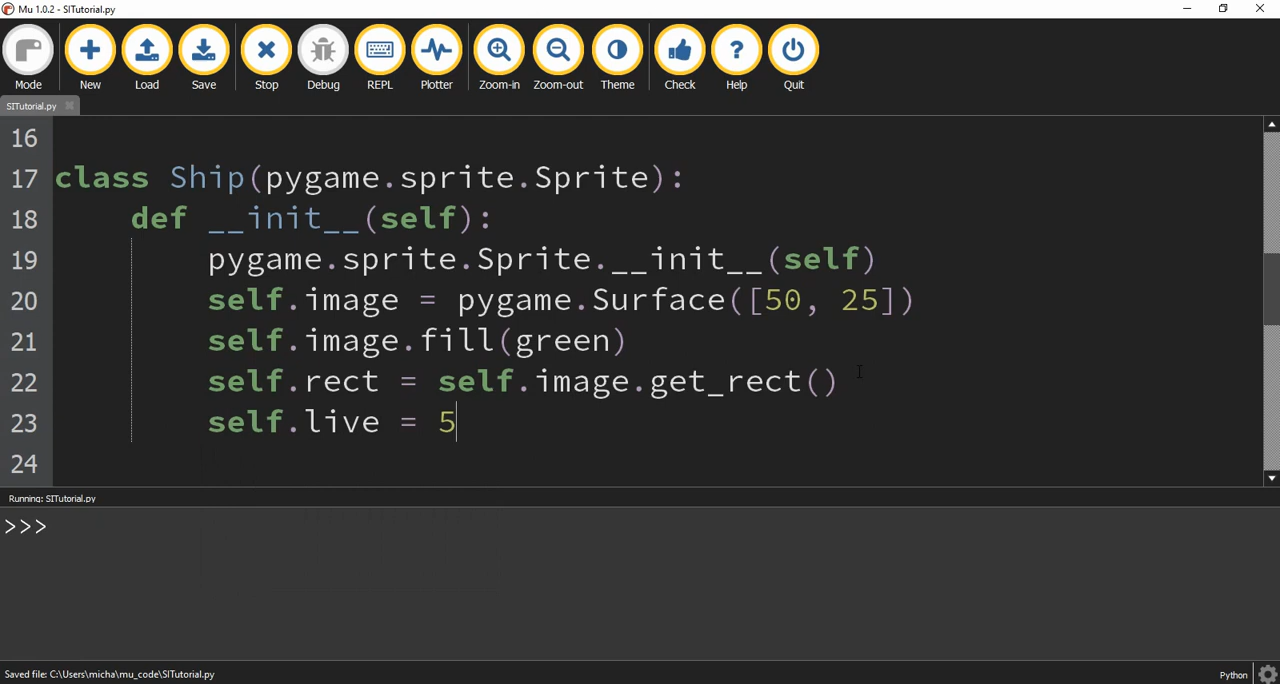 Mu 1.0.2 - SITutorial.py
Mode New Load Save Stop Debug REPL Plotter Zoom-in Zoom-out Theme Check Help Quit
SITutorial.py
16
17 class Ship(pygame.sprite.Sprite):
18 def __init__(self):
19 pygame.sprite.Sprite.__init__(self)
20 self.image = pygame.Surface([50, 25])
21 self.image.fill(green)
22 self.rect = self.image.get_rect()
23 self.live = 5
24
Running: SITutorial.py
>>>
Saved file: C:\Users\micha\mu_code\SITutorial.py Python